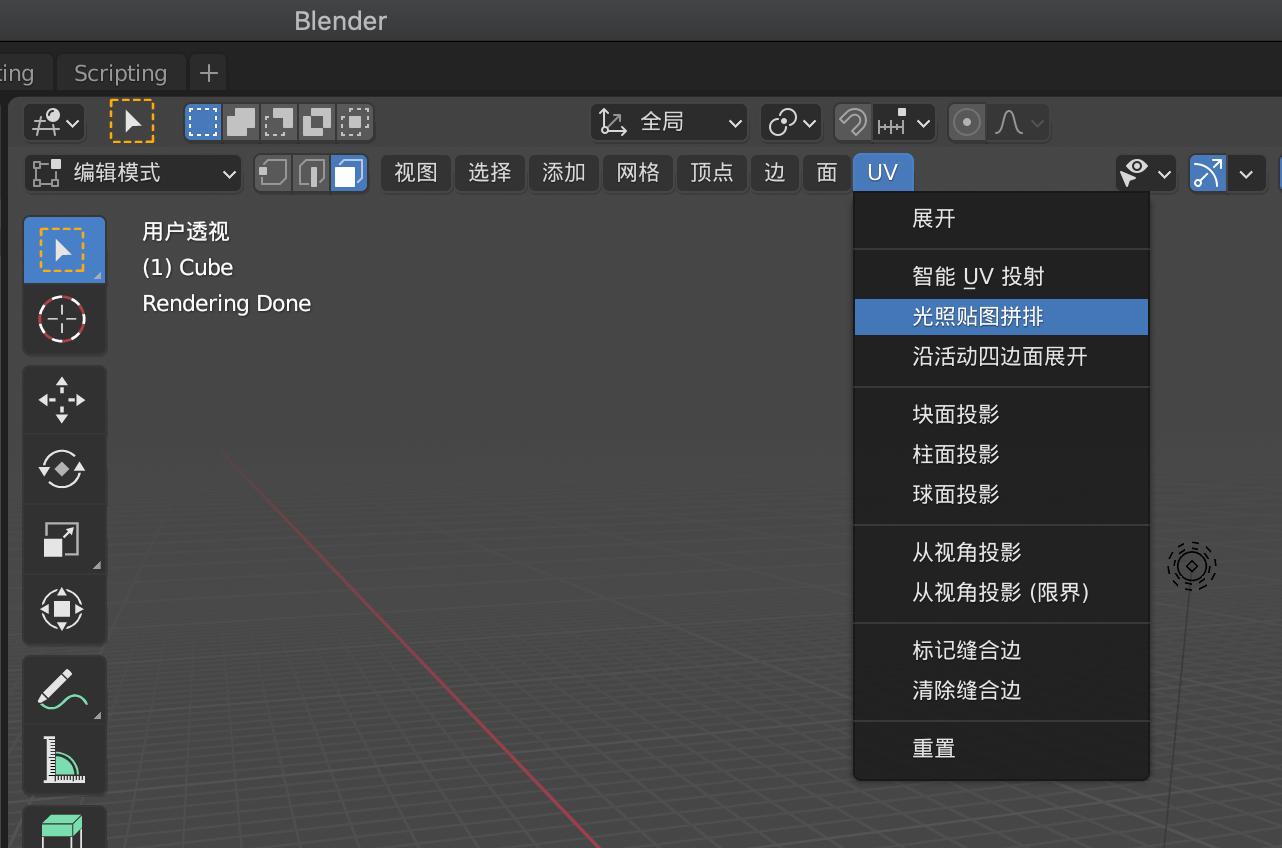 Blender
ting
Scripting
全局
编辑模式
视图
选择
添加
网格
顶点
边
面
UV
用户透视
(1) Cube
Rendering Done
展开
智能 UV 投射
光照贴图拼排
沿活动四边面展开
块面投影
柱面投影
球面投影
从视角投影
从视角投影 (限界)
标记缝合边
清除缝合边
重置